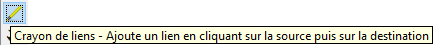 Crayon de liens - Ajoute un lien en cliquant sur la source puis sur la destination